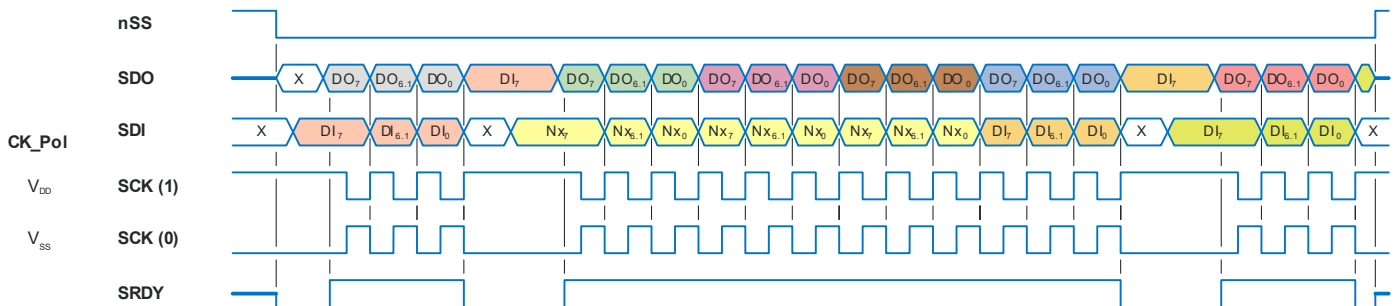 nSS
SDO X DO7 DO6.1 DO0 DI7 DO7 DO6.1 DO0 DO7 DO6.1 DO0 DO7 DO6.1 DO0 DO7 DO6.1 DO0 DI7 DO7 DO6.1 DO0
SDI X DI7 DI6.1 DI0 X Nx7 Nx6.1 Nx0 Nx7 Nx6.1 Nx0 Nx7 Nx6.1 Nx0 DI7 DI6.1 DI0 X DI7 DI6.1 DI0 X
CK_Pol
VDD SCK (1)
VSS SCK (0)
SRDY